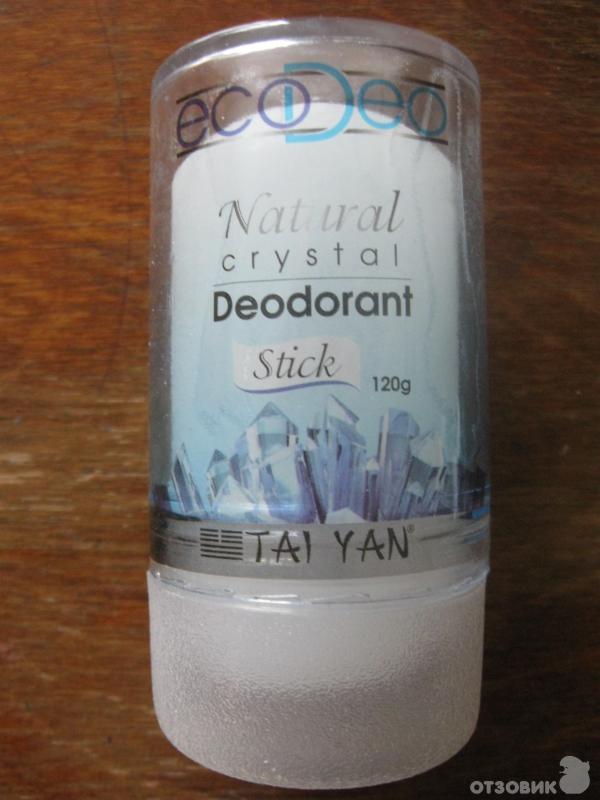 ecoDeo
Natural
crystal
Deodorant
Stick
120g
TAI YAN®
ОТЗОВИК